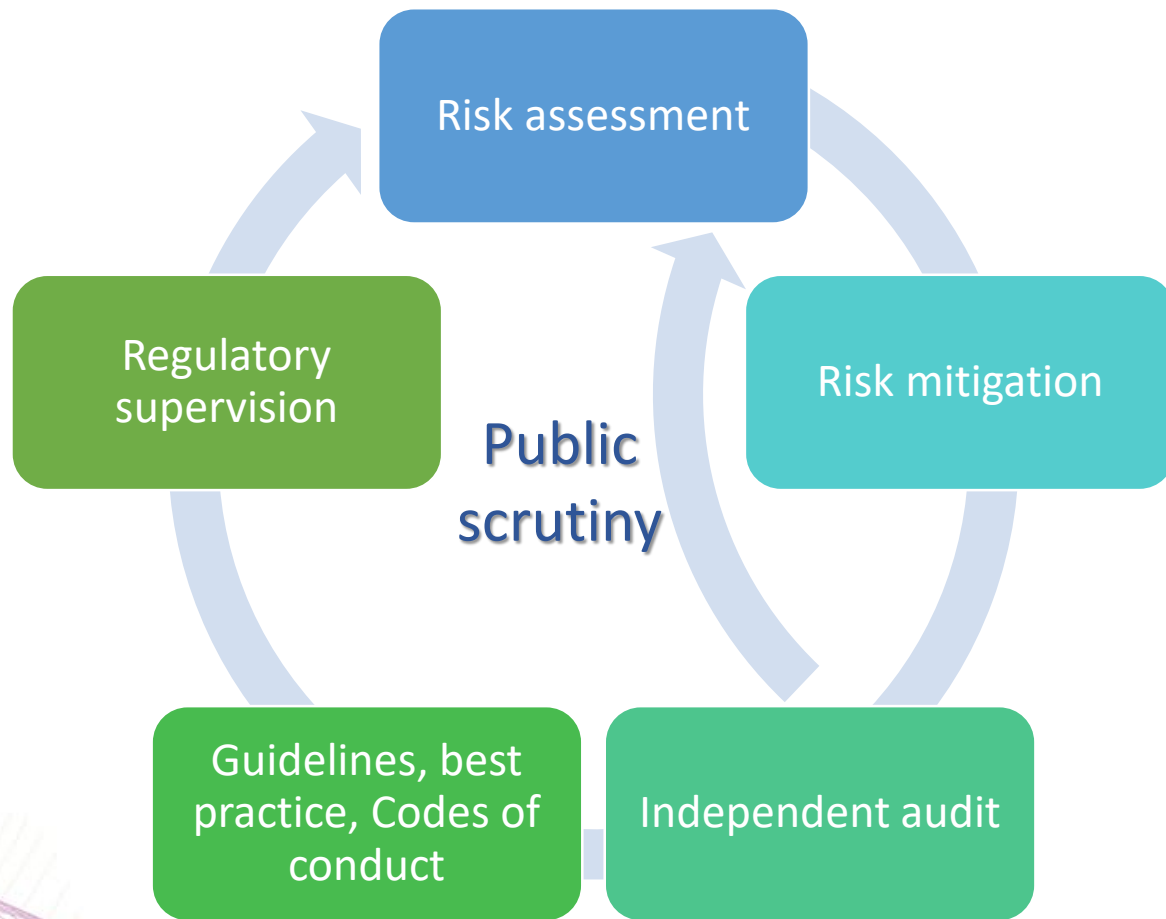 Risk assessment
Regulatory
supervision
Risk mitigation
Public
scrutiny
Guidelines, best
practice, Codes of
conduct
Independent audit